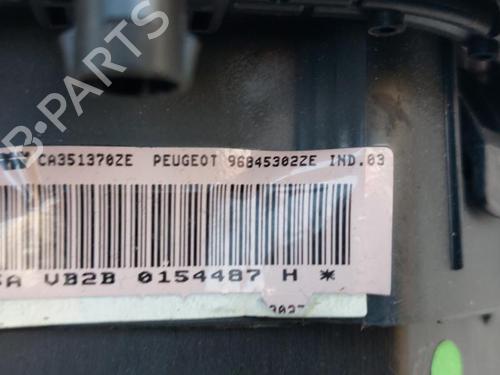 CA351370ZE PEUGEOT 96845302ZE IND.03
VB2B 0154487 H *
B-PARTS